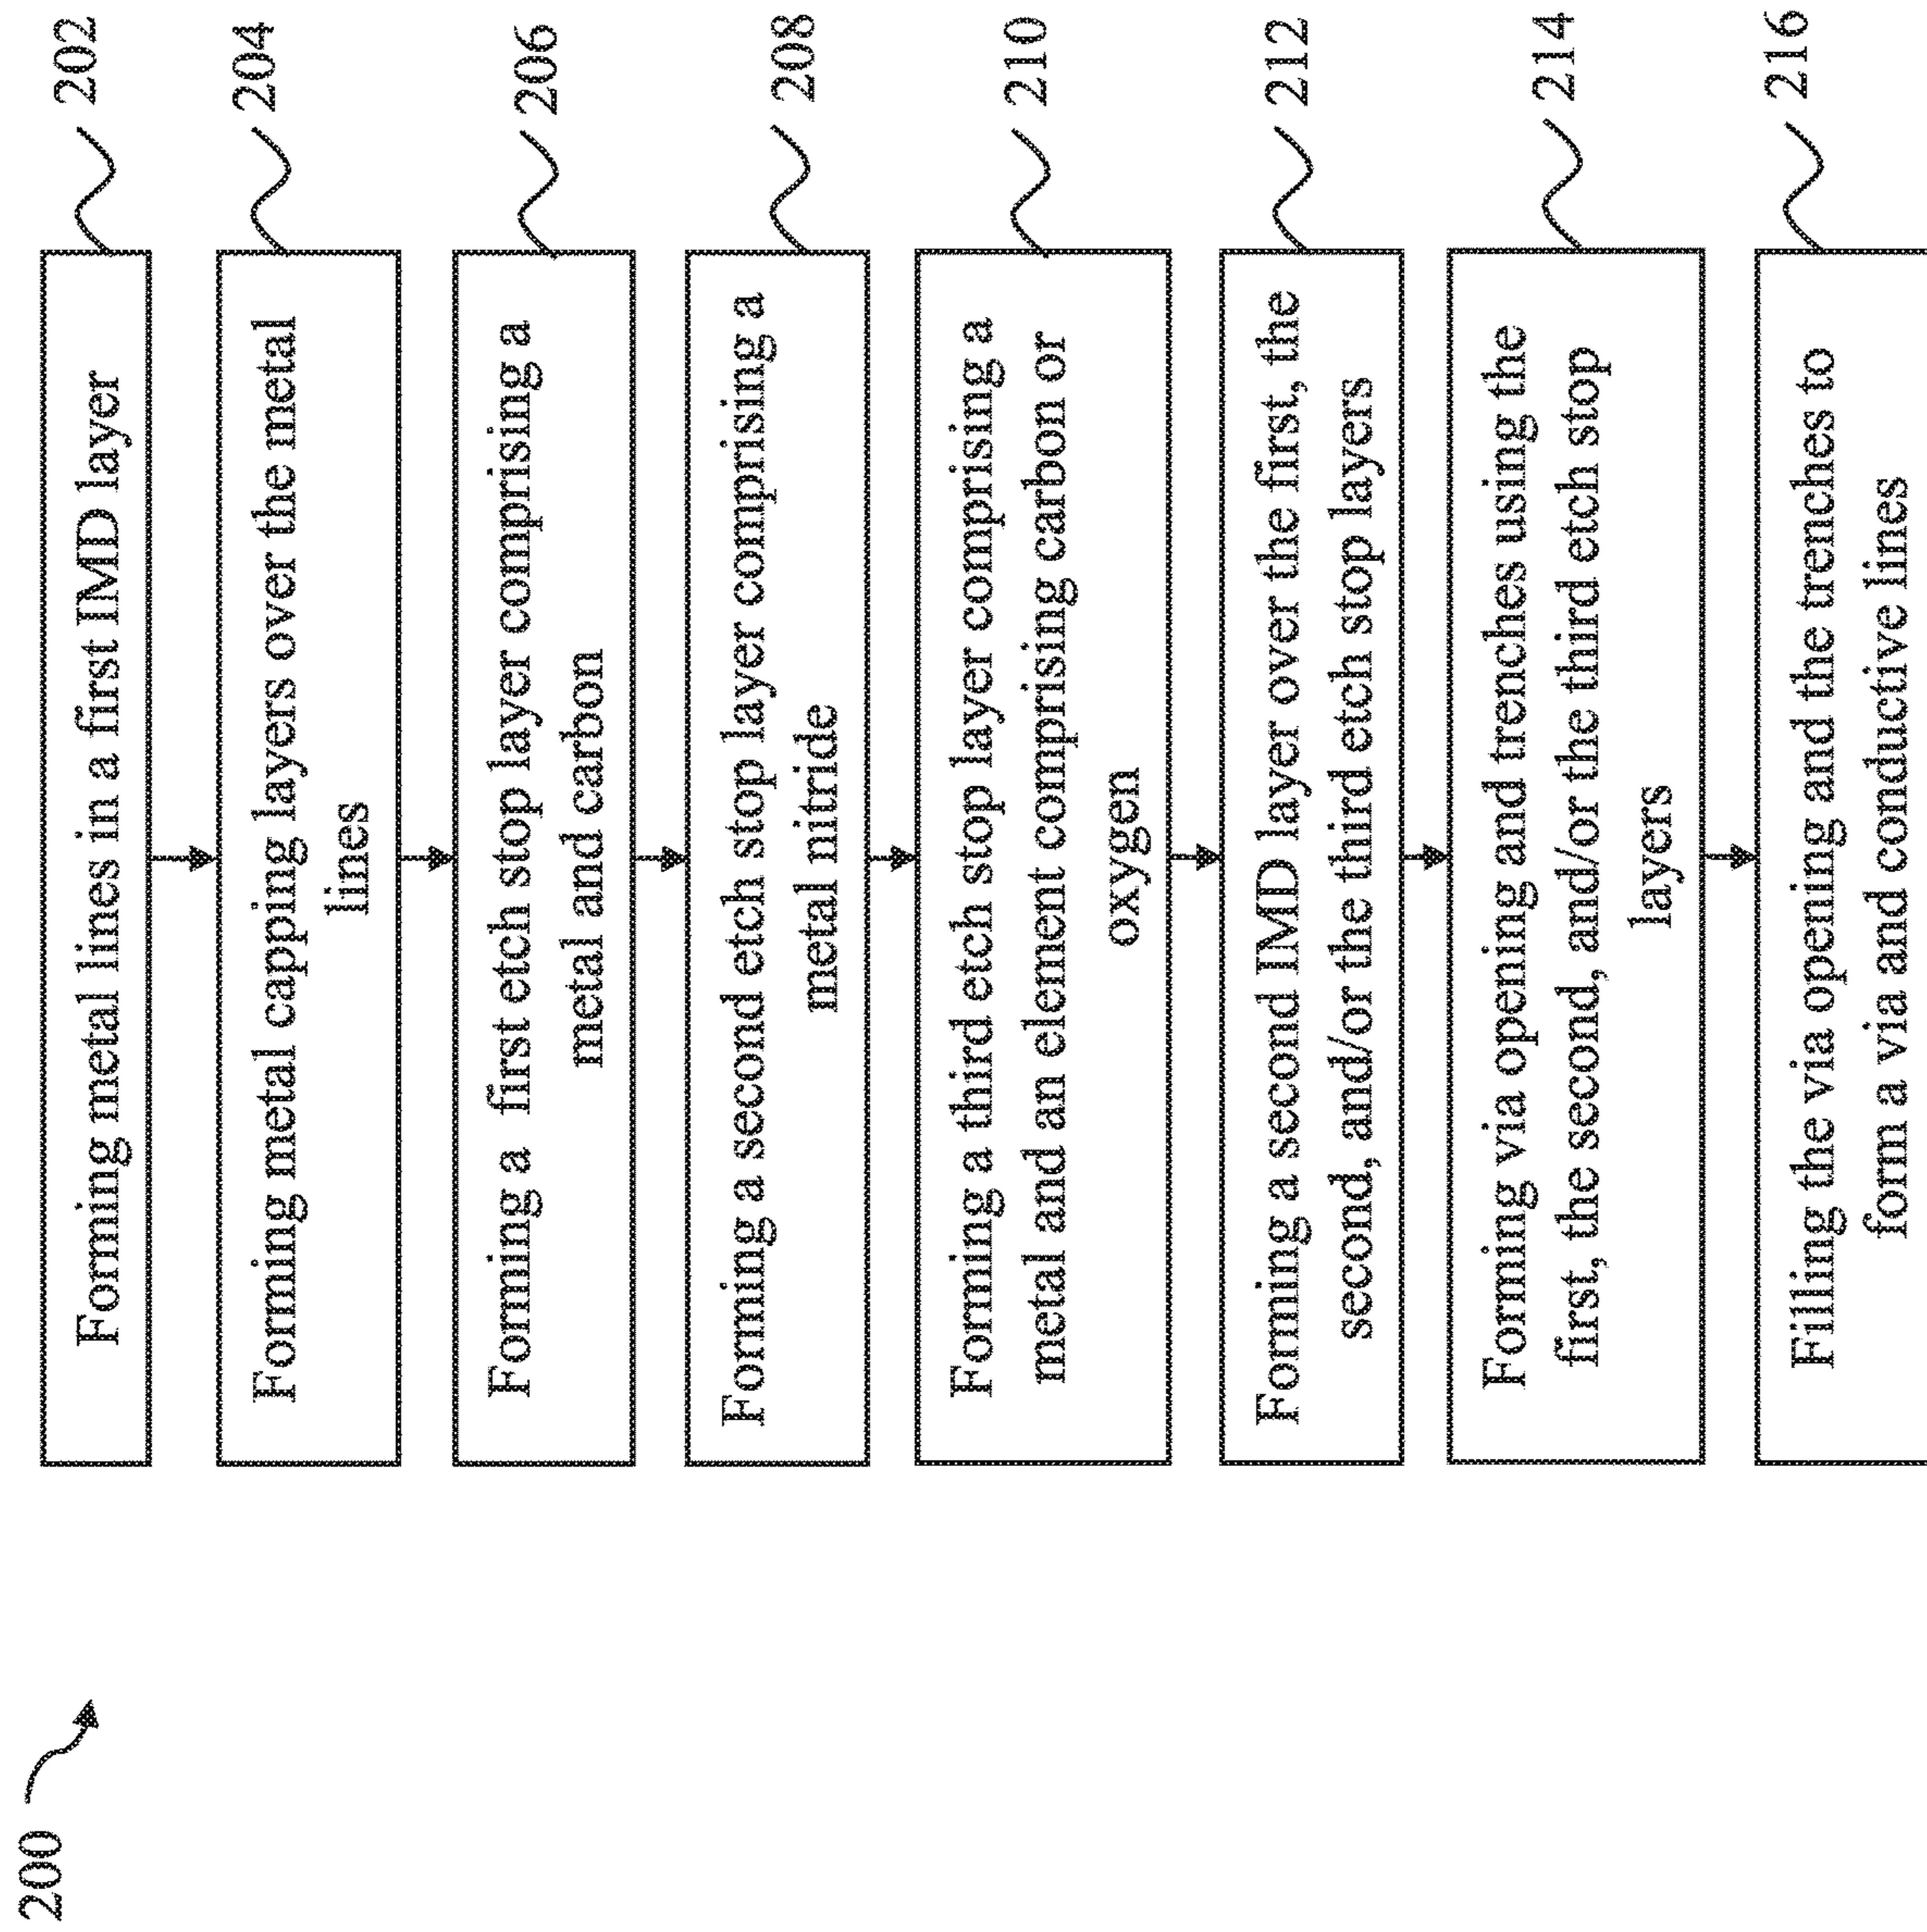 200
Forming metal lines in a first IMD layer
202
Forming metal capping layers over the metal
lines
204
Forming a first etch stop layer comprising a
metal and carbon
206
Forming a second etch stop layer comprising a
metal nitride
208
Forming a third etch stop layer comprising a
metal and an element comprising carbon or
oxygen
210
Forming a second IMD layer over the first, the
second, and/or the third etch stop layers
212
Forming via opening and trenches using the
first, the second, and/or the third etch stop
layers
214
Filling the via opening and the trenches to
form a via and conductive lines
216